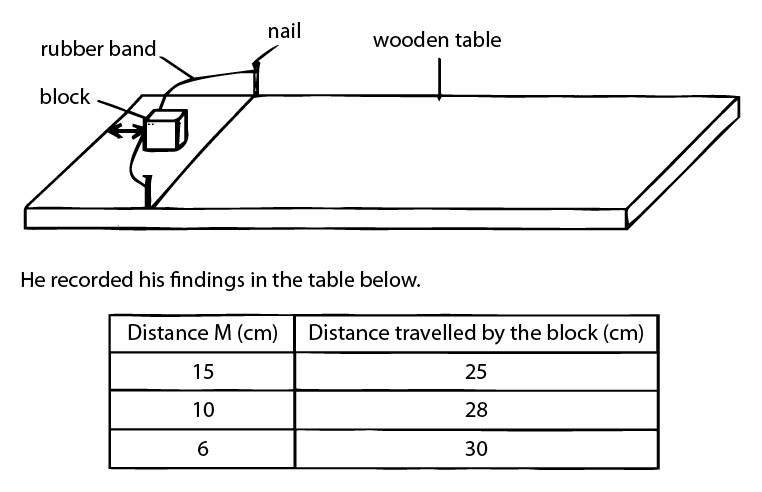 nail
rubber band
wooden table
block
He recorded his findings in the table below.
Distance M (cm) Distance travelled by the block (cm)
15 25
10 28
6 30